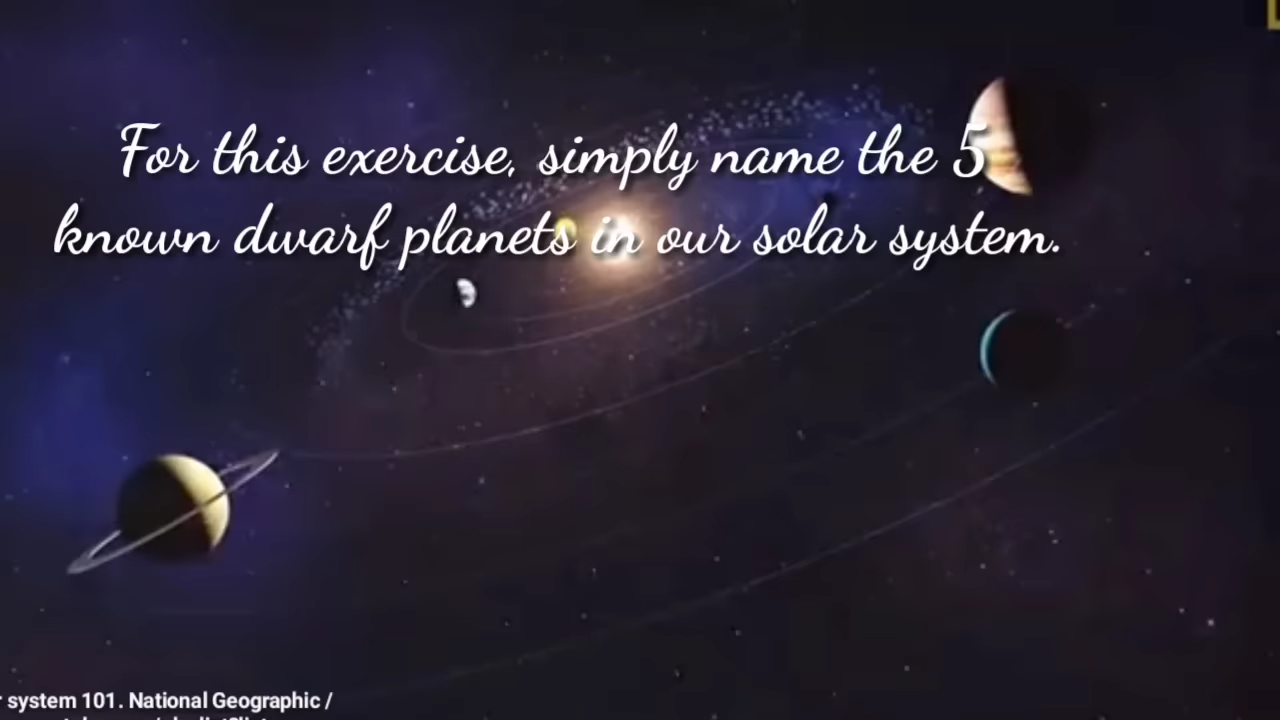 For this exercise, simply name the 5
known dwarf planets in our solar system.
system 101. National Geographic /